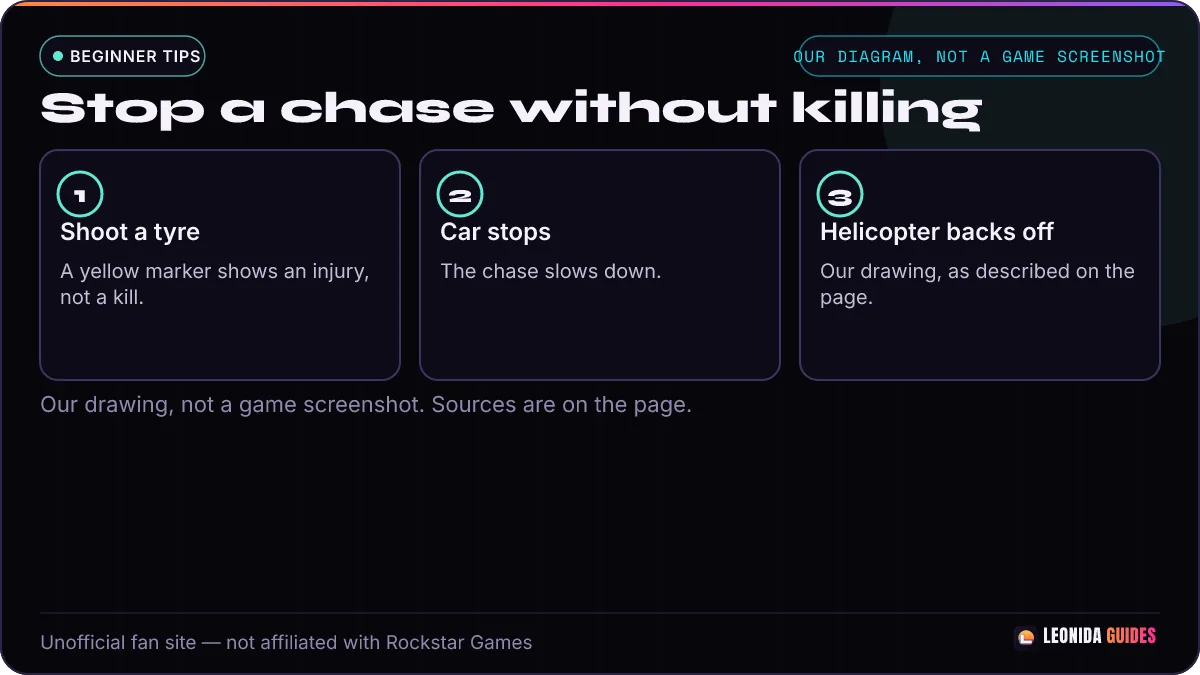 BEGINNER TIPS
OUR DIAGRAM, NOT A GAME SCREENSHOT
Stop a chase without killing
1
Shoot a tyre
A yellow marker shows an injury,
not a kill.
2
Car stops
The chase slows down.
3
Helicopter backs off
Our drawing, as described on the
page.
Our drawing, not a game screenshot. Sources are on the page.
Unofficial fan site — not affiliated with Rockstar Games
LEONIDA GUIDES